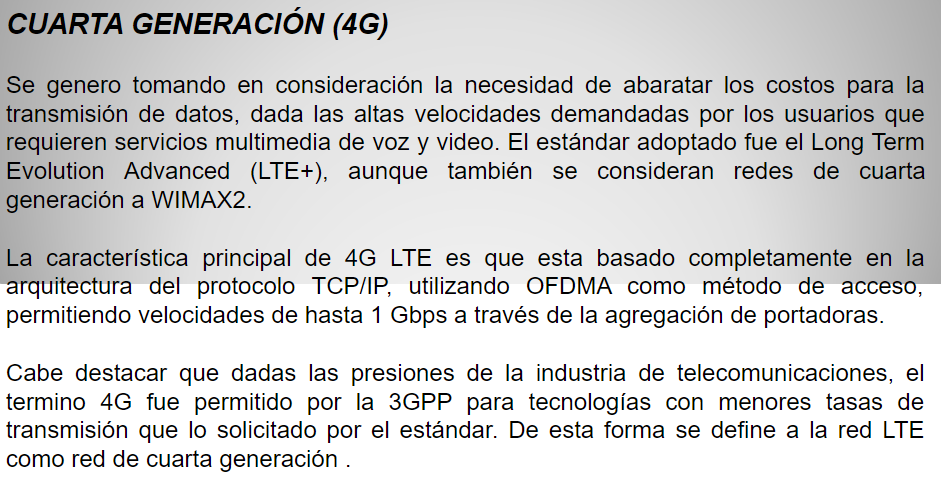 CUARTA GENERACIÓN (4G)
Se genero tomando en consideración la necesidad de abaratar los costos para la
transmisión de datos, dada las altas velocidades demandadas por los usuarios que
requieren servicios multimedia de voz y video. El estándar adoptado fue el Long Term
Evolution Advanced (LTE+), aunque también se consideran redes de cuarta
generación a WIMAX2.
La característica principal de 4G LTE es que esta basado completamente en la
arquitectura del protocolo TCP/IP, utilizando OFDMA como método de acceso,
permitiendo velocidades de hasta 1 Gbps a través de la agregación de portadoras.
Cabe destacar que dadas las presiones de la industria de telecomunicaciones, el
termino 4G fue permitido por la 3GPP para tecnologías con menores tasas de
transmisión que lo solicitado por el estándar. De esta forma se define a la red LTE
como red de cuarta generación .